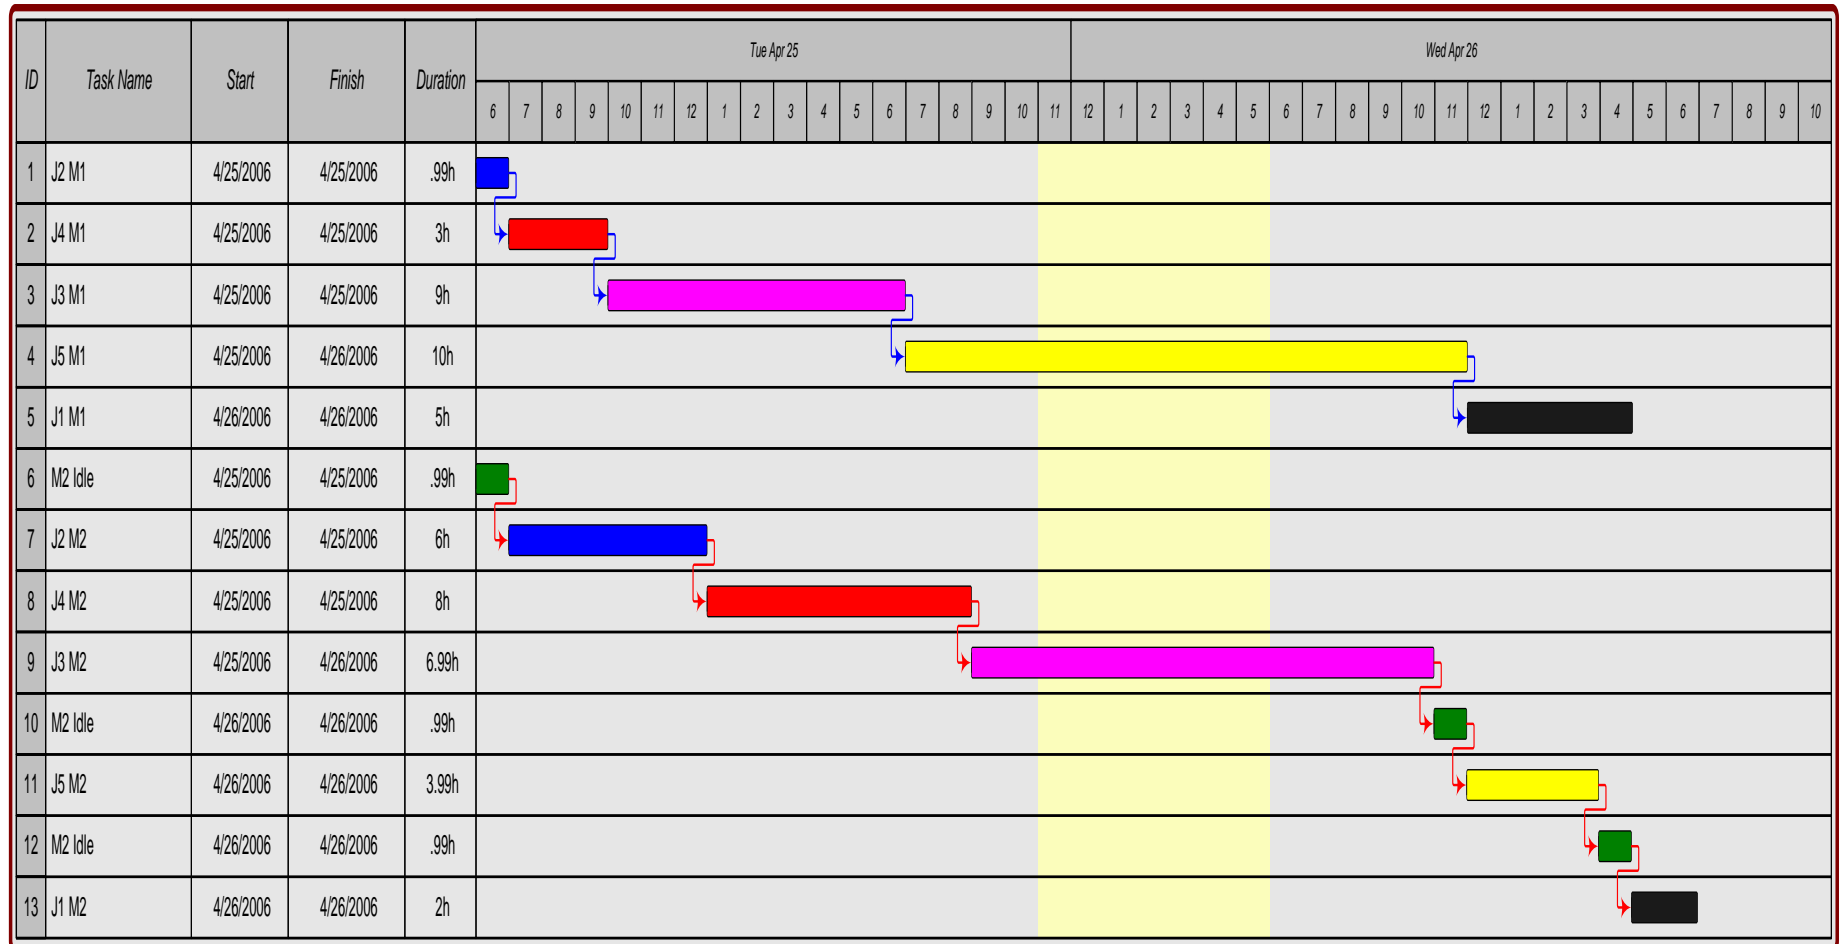 ID Task Name Start Finish Duration Tue Apr 25 Wed Apr 26
6 7 8 9 10 11 12 1 2 3 4 5 6 7 8 9 10 11 12 1 2 3 4 5 6 7 8 9 10 11 12 1 2 3 4 5 6 7 8 9 10
1 J2 M1 4/25/2006 4/25/2006 .99h
2 J4 M1 4/25/2006 4/25/2006 3h
3 J3 M1 4/25/2006 4/25/2006 9h
4 J5 M1 4/25/2006 4/26/2006 10h
5 J1 M1 4/26/2006 4/26/2006 5h
6 M2 Idle 4/25/2006 4/25/2006 .99h
7 J2 M2 4/25/2006 4/25/2006 6h
8 J4 M2 4/25/2006 4/25/2006 8h
9 J3 M2 4/25/2006 4/26/2006 6.99h
10 M2 Idle 4/26/2006 4/26/2006 .99h
11 J5 M2 4/26/2006 4/26/2006 3.99h
12 M2 Idle 4/26/2006 4/26/2006 .99h
13 J1 M2 4/26/2006 4/26/2006 2h